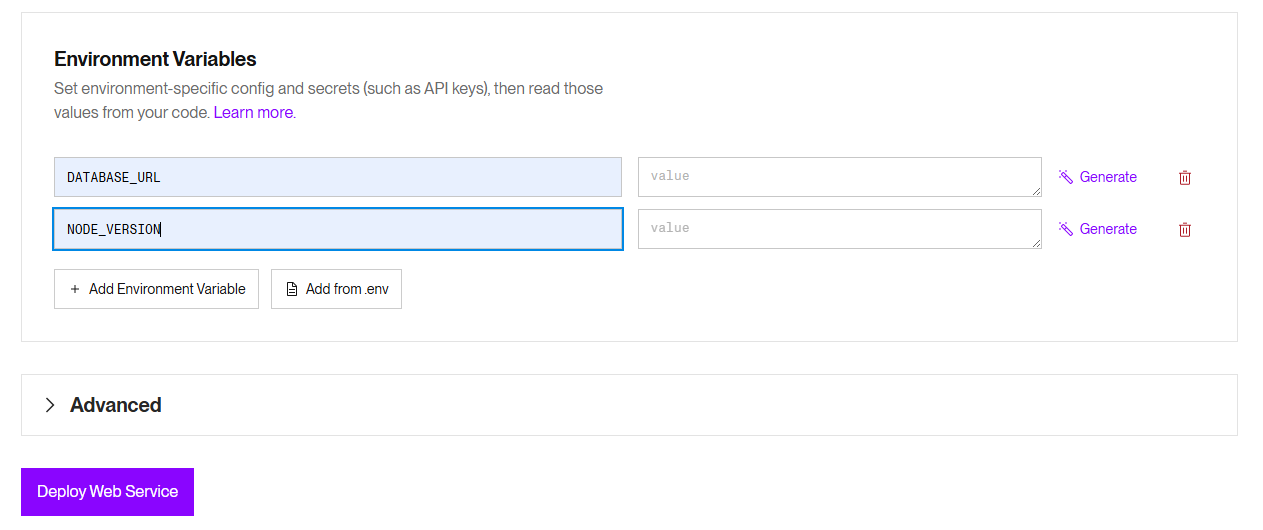 Environment Variables
Set environment-specific config and secrets (such as API keys), then read those
values from your code. Learn more.
DATABASE_URL value Generate
NODE_VERSION value Generate
+ Add Environment Variable Add from .env
Advanced
Deploy Web Service